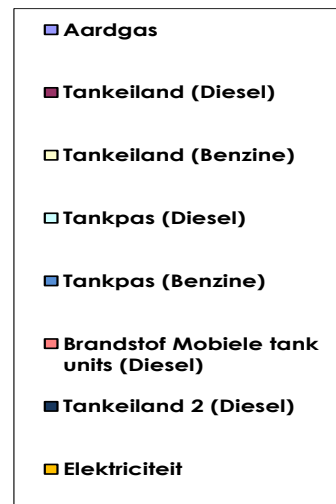 Aardgas
Tankeiland (Diesel)
Tankeiland (Benzine)
Tankpas (Diesel)
Tankpas (Benzine)
Brandstof Mobiele tank
units (Diesel)
Tankeiland 2 (Diesel)
Elektriciteit